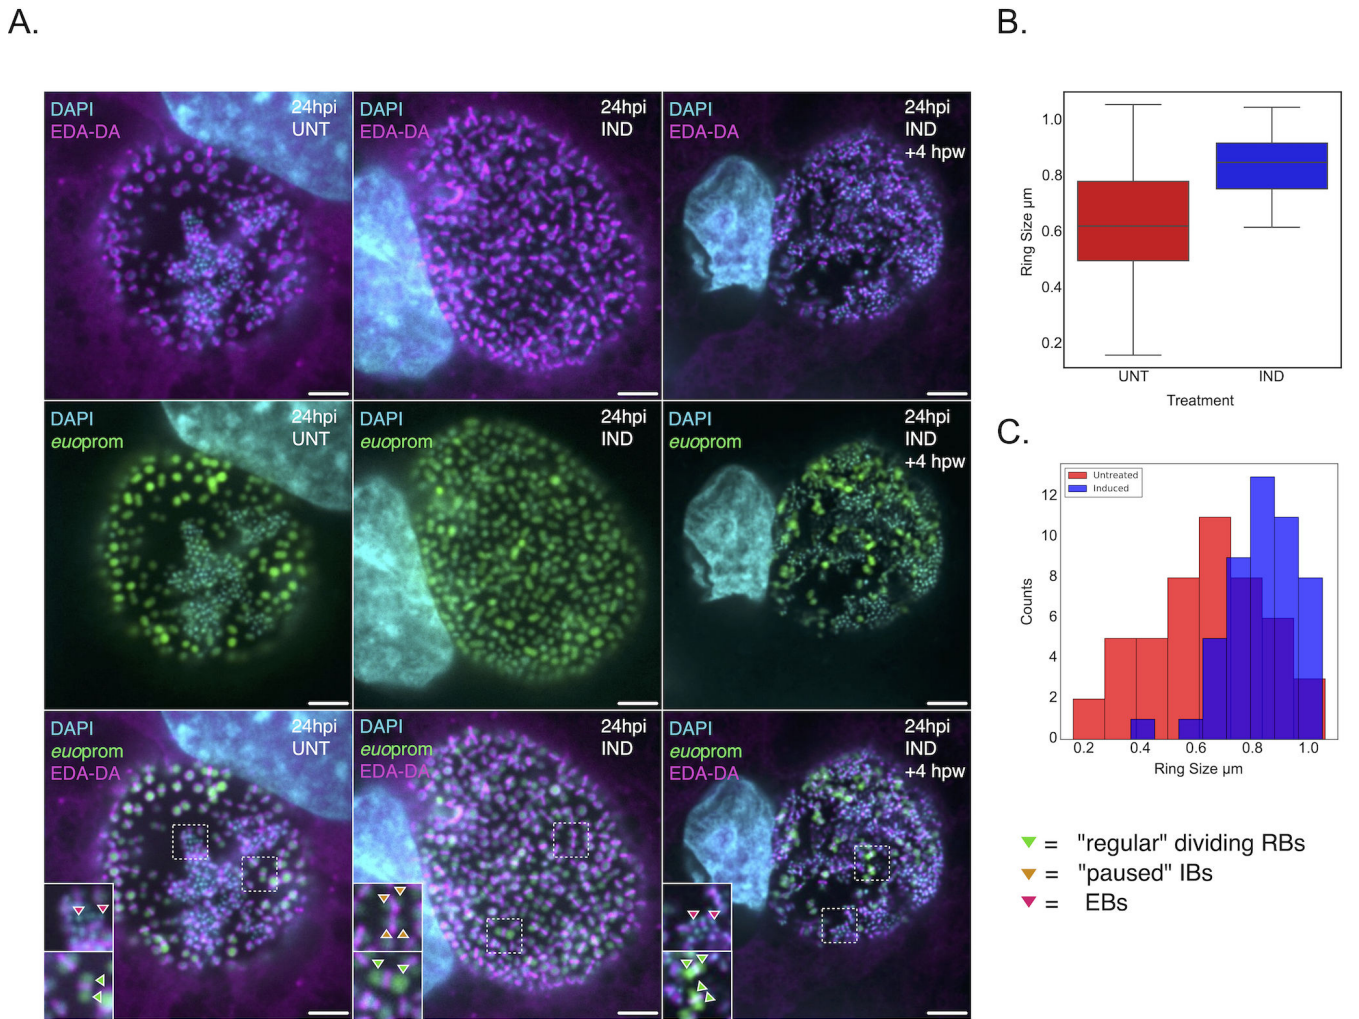 A.
B.
DAPI
EDA-DA
24hpi
UNT
DAPI
EDA-DA
24hpi
IND
DAPI
EDA-DA
24hpi
IND
+4 hpw
DAPI
euoprom
24hpi
UNT
DAPI
euoprom
24hpi
IND
DAPI
euoprom
24hpi
IND
+4 hpw
DAPI
euoprom
EDA-DA
24hpi
UNT
DAPI
euoprom
EDA-DA
24hpi
IND
DAPI
euoprom
EDA-DA
24hpi
IND
+4 hpw
Ring Size µm
1.0
0.8
0.6
0.4
0.2
UNT
IND
Treatment
C.
Untreated
Induced
Counts
12
10
8
6
4
2
0
0.2
0.4
0.6
0.8
1.0
Ring Size µm
= "regular" dividing RBs
= "paused" IBs
= EBs